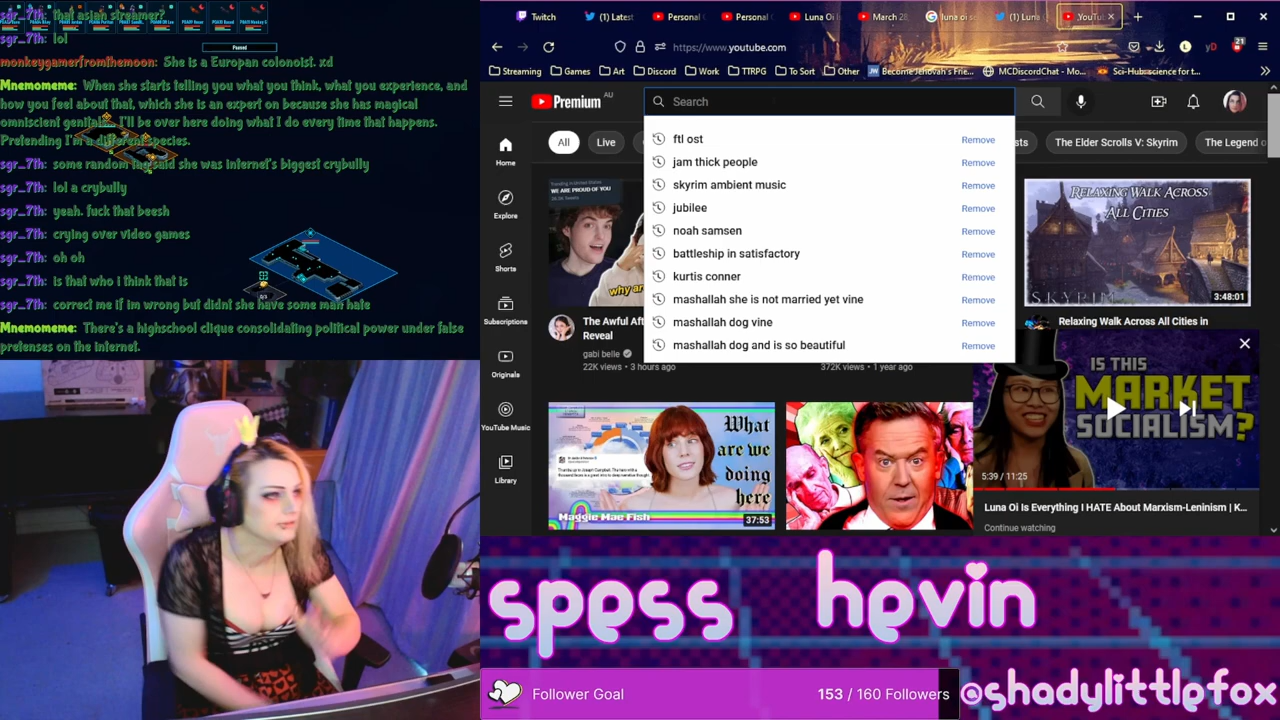 sgr_7th: that asian streamer?
Paused
sgr_7th: lol
monkeygamerfromthemoon: She is a Europan colonoist. xd
Mnemomeme: When she starts telling you what you think, what you experience, and
how you feel about that, which she is an expert on because she has magical
omniscient genitalia. I'll be over here doing what I do every time that happens.
Pretending I'm a different species.
sgr_7th: some random fag said she was internet's biggest crybully
sgr_7th: lol a crybully
sgr_7th: yeah. fuck that beesh
sgr_7th: crying over video games
sgr_7th: oh oh
sgr_7th: is that who i think that is
sgr_7th: correct me if im wrong but didnt she have some man hate
Mnemomeme: There's a highschool clique consolidating political power under false
pretenses on the internet.
Twitch
(1) Latest
Personal
Personal
Luna Oi
March 28
luna oi s
(1) Luna
YouTu
https://www.youtube.com
21
Streaming
Games
Art
Discord
Work
TTRPG
To Sort
Other
Become Jehovah's Frie...
MCDiscordChat - Mo...
Sci-Hub: science for t...
Premium
AU
Search
ftl ost Remove
jam thick people Remove
skyrim ambient music Remove
jubilee Remove
noah samsen Remove
battleship in satisfactory Remove
kurtis conner Remove
mashallah she is not married yet vine Remove
mashallah dog vine Remove
mashallah dog and is so beautiful Remove
Home
Explore
Shorts
Subscriptions
Originals
YouTube Music
Library
All
Live
The Elder Scrolls V: Skyrim
The Legend o
WE ARE PROUD OF YOU
why ar
The Awful Aft
Reveal
gabi belle
22K views • 3 hours ago
372K views • 1 year ago
RELAXING WALK ACROSS
ALL CITIES
SKYRIM
3:48:01
Relaxing Walk Across All Cities in
What
are we
doing
here
Maggie Mae Fish
37:53
IS THIS
MARKET
SOCIALISM?
5:39 / 11:25
Luna Oi Is Everything I HATE About Marxism-Leninism | K...
Continue watching
spess hevin
Follower Goal
153 / 160 Followers
@shadylittlefox